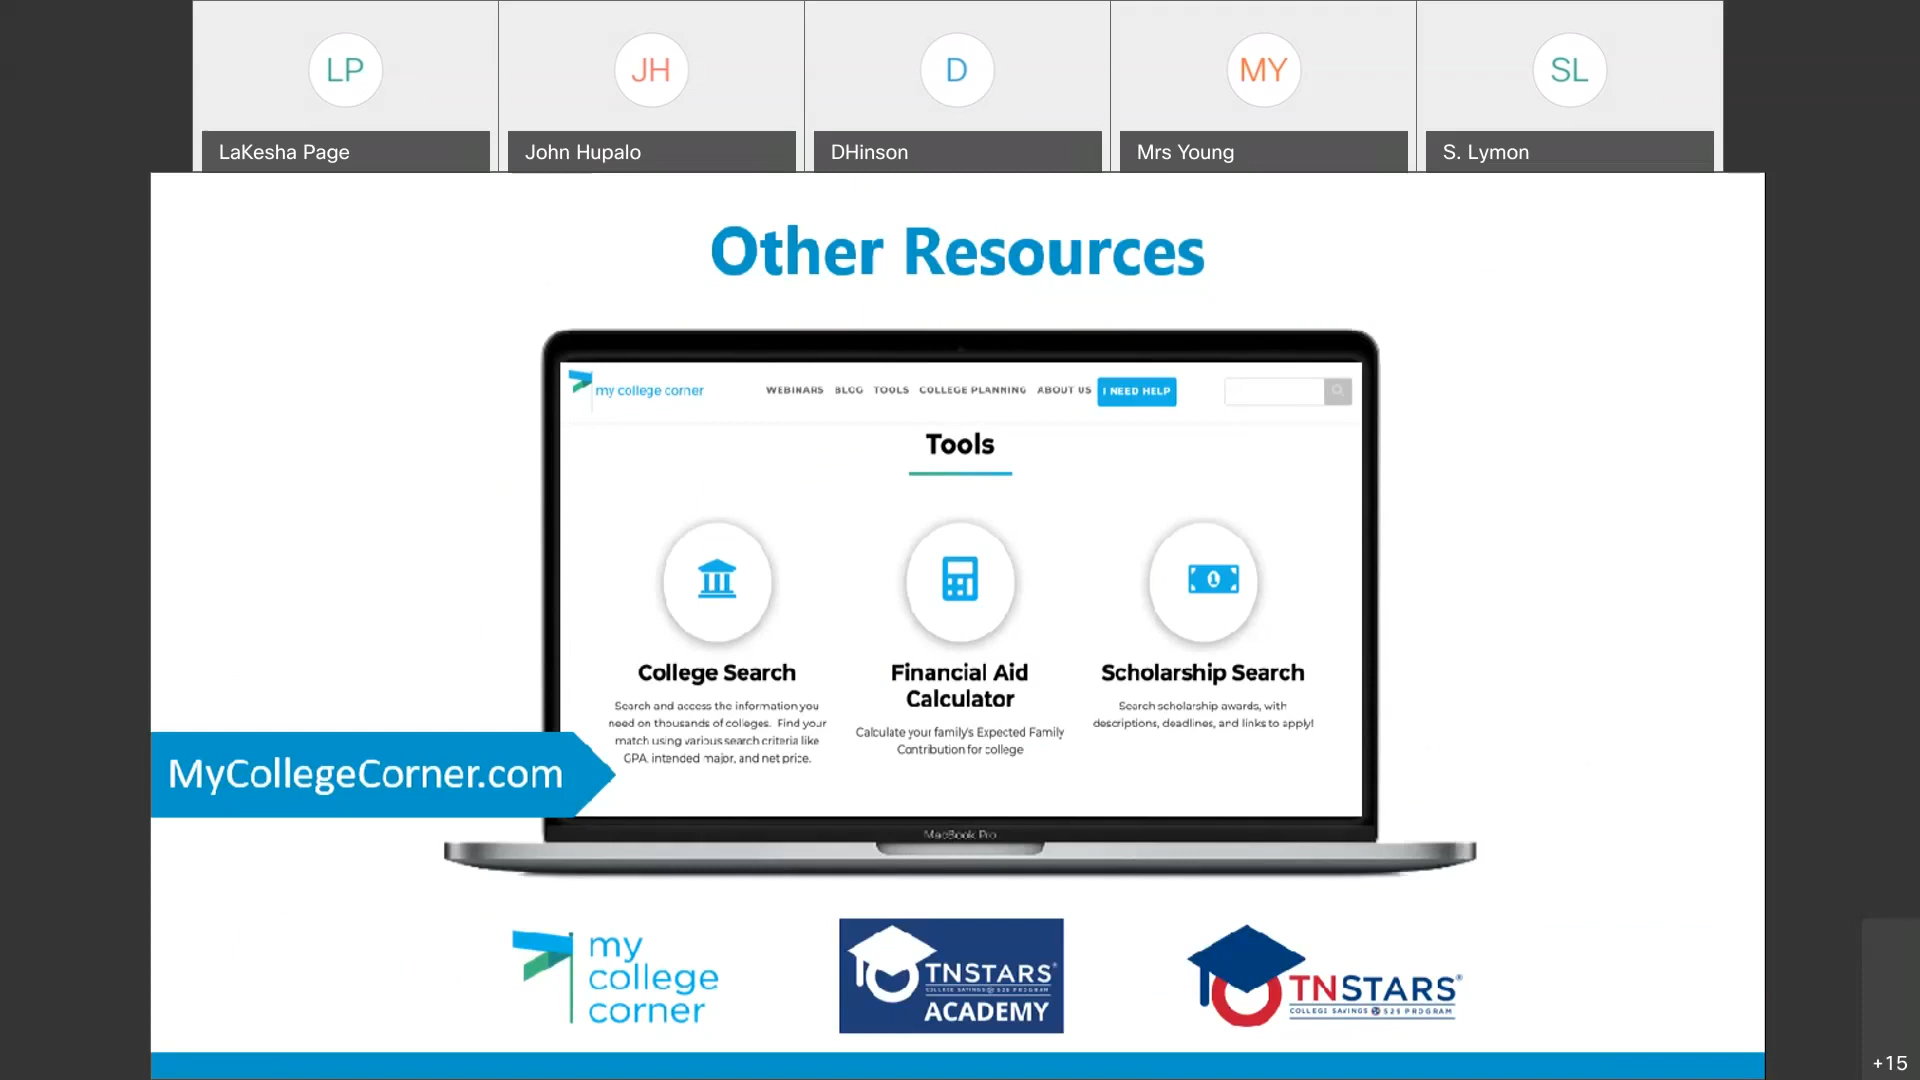 LP
JH
D
MY
SL
LaKesha Page
John Hupalo
DHinson
Mrs Young
S. Lymon
Other Resources
my college corner
WEBINARS BLOG TOOLS COLLEGE PLANNING ABOUT US I NEED HELP
Tools
College Search
Search and access the information you
need on thousands of colleges. Find your
match using various search criteria like
GPA, intended major, and net price.
Financial Aid
Calculator
Calculate your family's Expected Family
Contribution for college
Scholarship Search
Search scholarship awards, with
descriptions, deadlines, and links to apply!
MyCollegeCorner.com
MacBook Pro
my
college
corner
TNSTARS®
COLLEGE SAVINGS 529 PROGRAM
ACADEMY
TNSTARS®
COLLEGE SAVINGS 529 PROGRAM
+15